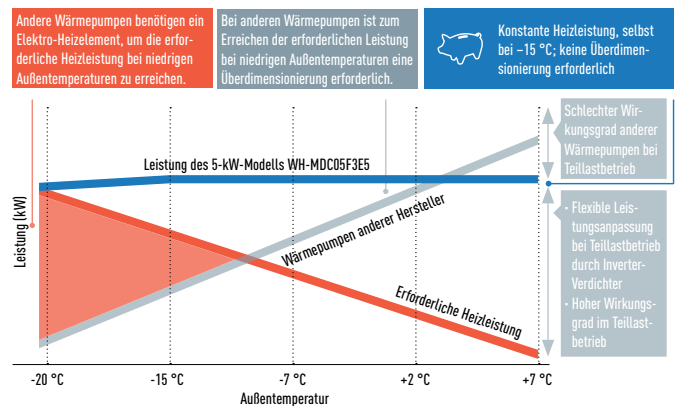 Andere Wärmepumpen benötigen ein
Elektro-Heizelement, um die erfor-
derliche Heizleistung bei niedrigen
Außentemperaturen zu erreichen.
Bei anderen Wärmepumpen ist zum
Erreichen der erforderlichen Leistung
bei niedrigen Außentemperaturen eine
Überdimensionierung erforderlich.
Konstante Heizleistung, selbst
bei –15 °C; keine Überdimen-
sionierung erforderlich
Schlechter Wir-
kungsgrad anderer
Wärmepumpen bei
Teillastbetrieb
Leistung des 5-kW-Modells WH-MDC05F3E5
Wärmepumpen anderer Hersteller
Erforderliche Heizleistung
• Flexible Leis-
tungsanpassung
bei Teillastbetrieb
durch Inverter-
Verdichter
• Hoher Wirkungs-
grad im Teillast-
betrieb
Leistung (kW)
-20 °C
-15 °C
-7 °C
+2 °C
+7 °C
Außentemperatur